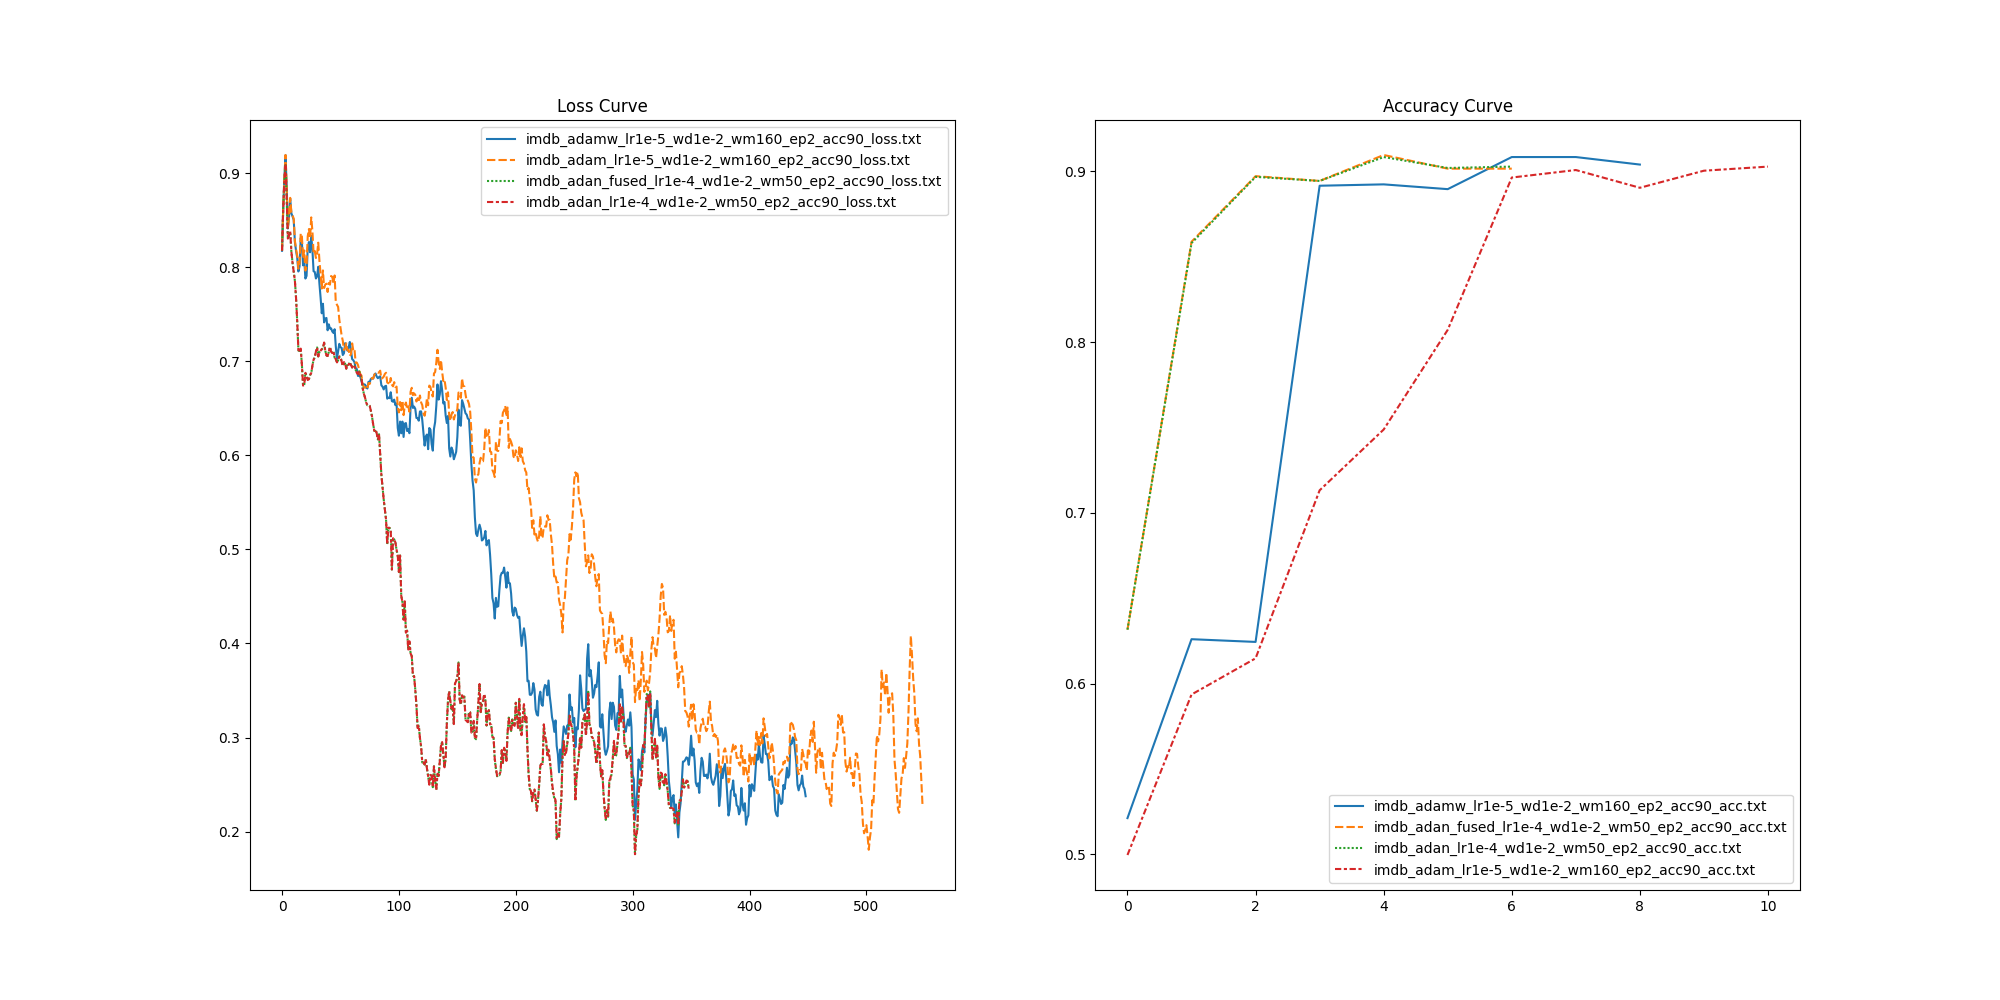 Loss Curve
imdb_adamw_lr1e-5_wd1e-2_wm160_ep2_acc90_loss.txt
imdb_adam_lr1e-5_wd1e-2_wm160_ep2_acc90_loss.txt
imdb_adan_fused_lr1e-4_wd1e-2_wm50_ep2_acc90_loss.txt
imdb_adan_lr1e-4_wd1e-2_wm50_ep2_acc90_loss.txt
0.9
0.8
0.7
0.6
0.5
0.4
0.3
0.2
0 100 200 300 400 500
Accuracy Curve
0.9
0.8
0.7
0.6
0.5
imdb_adamw_lr1e-5_wd1e-2_wm160_ep2_acc90_acc.txt
imdb_adan_fused_lr1e-4_wd1e-2_wm50_ep2_acc90_acc.txt
imdb_adan_lr1e-4_wd1e-2_wm50_ep2_acc90_acc.txt
imdb_adam_lr1e-5_wd1e-2_wm160_ep2_acc90_acc.txt
0 2 4 6 8 10